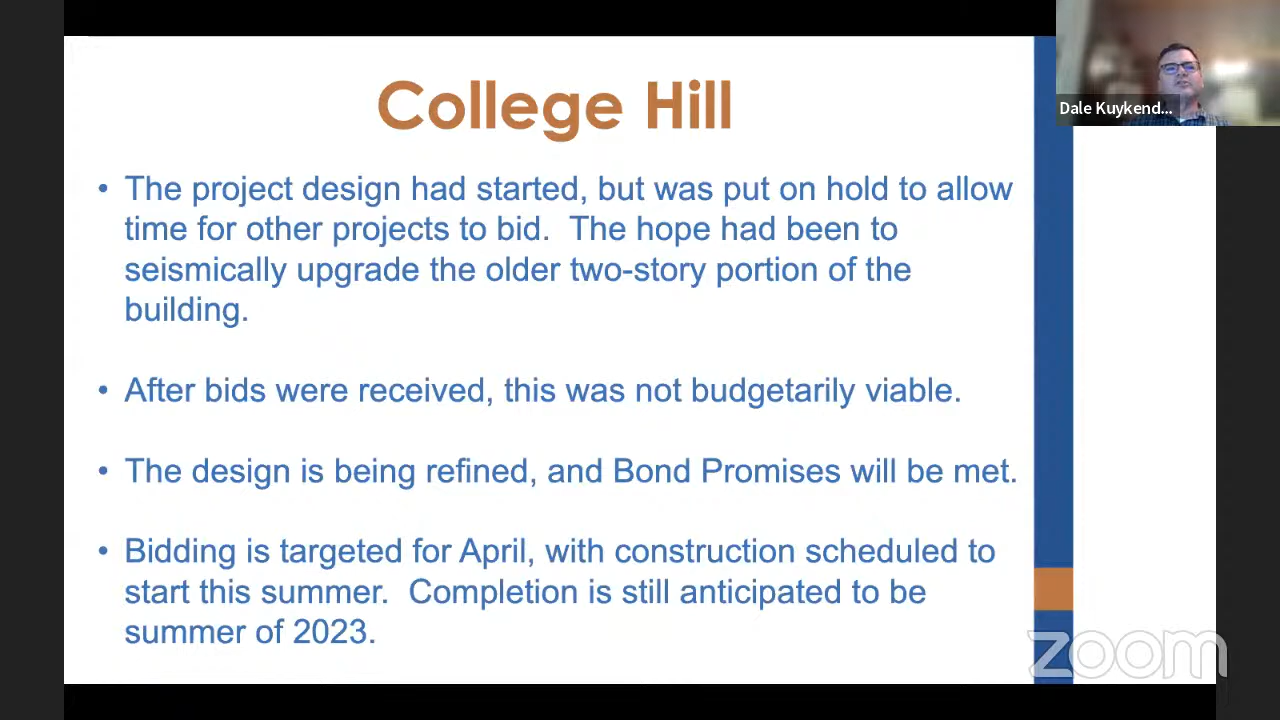 College Hill
Dale Kuykend...
• The project design had started, but was put on hold to allow
time for other projects to bid.  The hope had been to
seismically upgrade the older two-story portion of the
building.
• After bids were received, this was not budgetarily viable.
• The design is being refined, and Bond Promises will be met.
• Bidding is targeted for April, with construction scheduled to
start this summer.  Completion is still anticipated to be
summer of 2023.
zoom